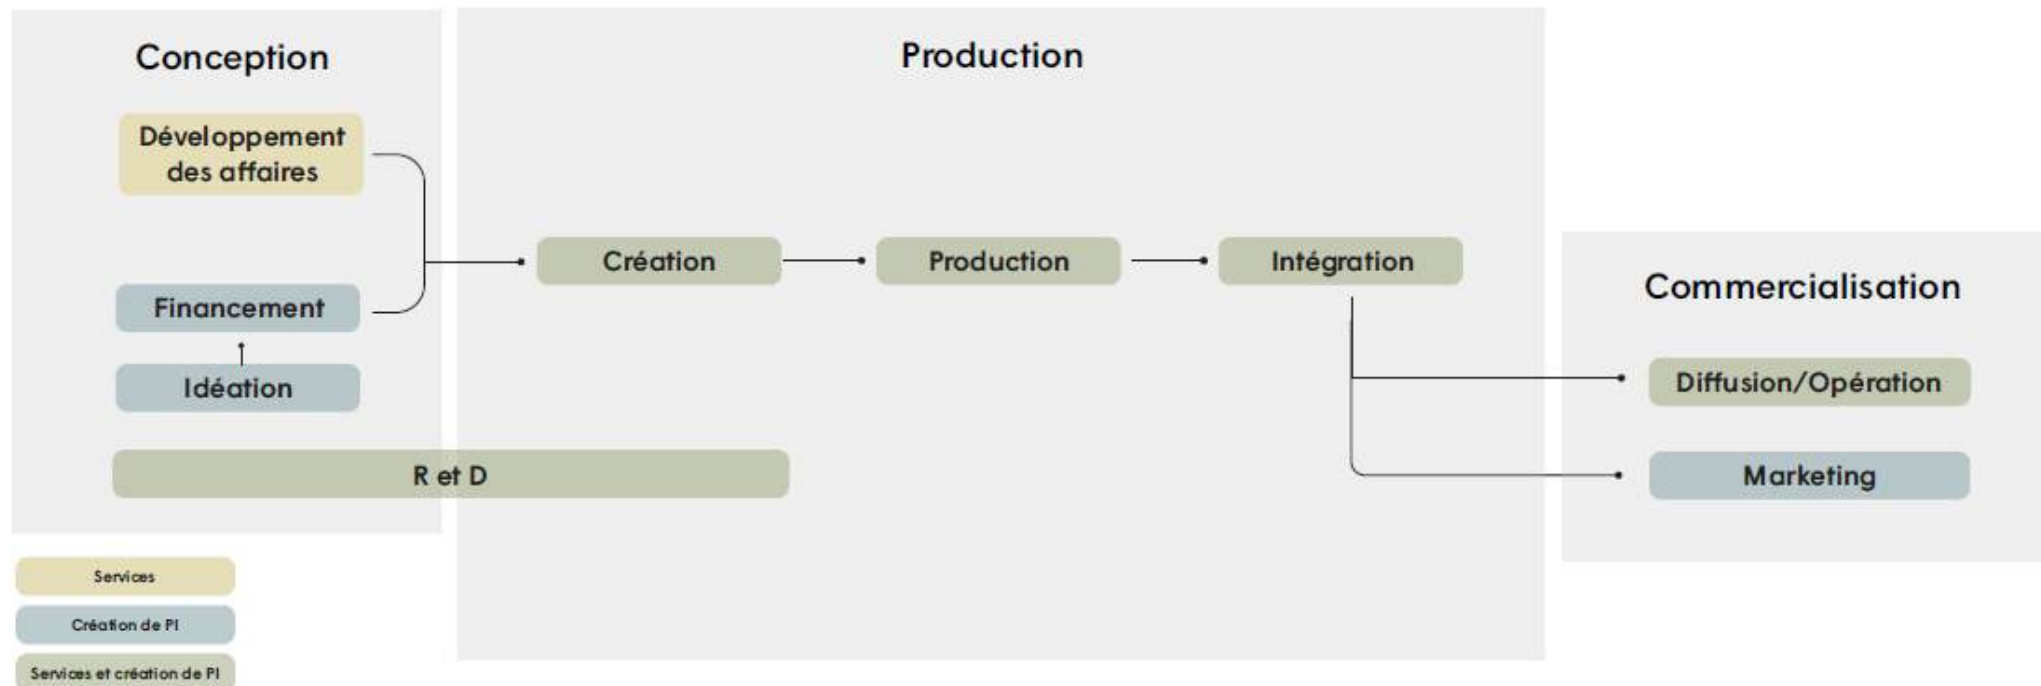 Conception
Développement
des affaires
Financement
Idéation
R et D
Production
Création
Production
Intégration
Commercialisation
Diffusion/Opération
Marketing
Services
Création de PI
Services et création de PI